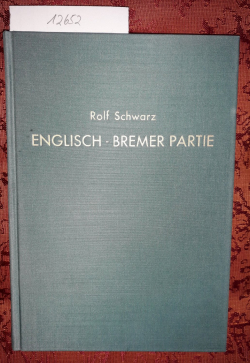 12652
Rolf Schwarz
ENGLISCH · BREMER PARTIE